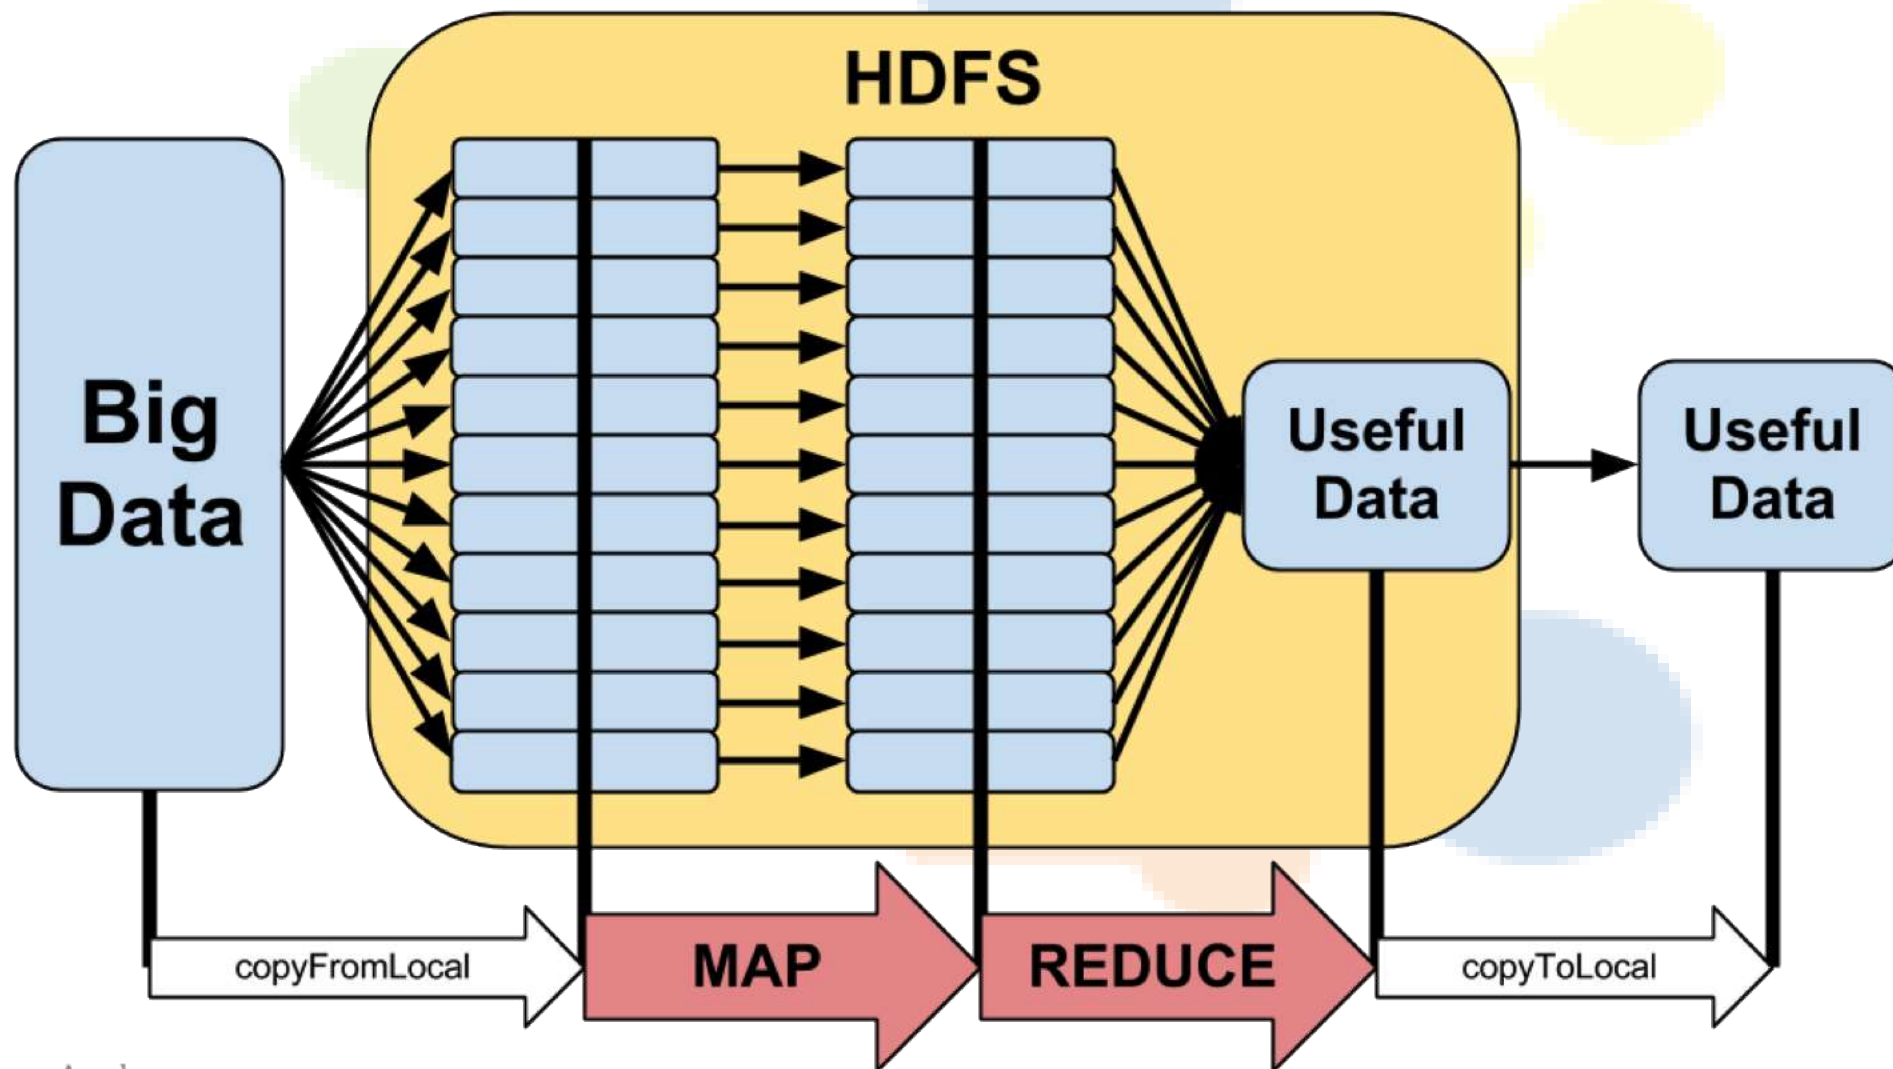 HDFS
Big
Data
Useful
Data
Useful
Data
copyFromLocal
MAP
REDUCE
copyToLocal